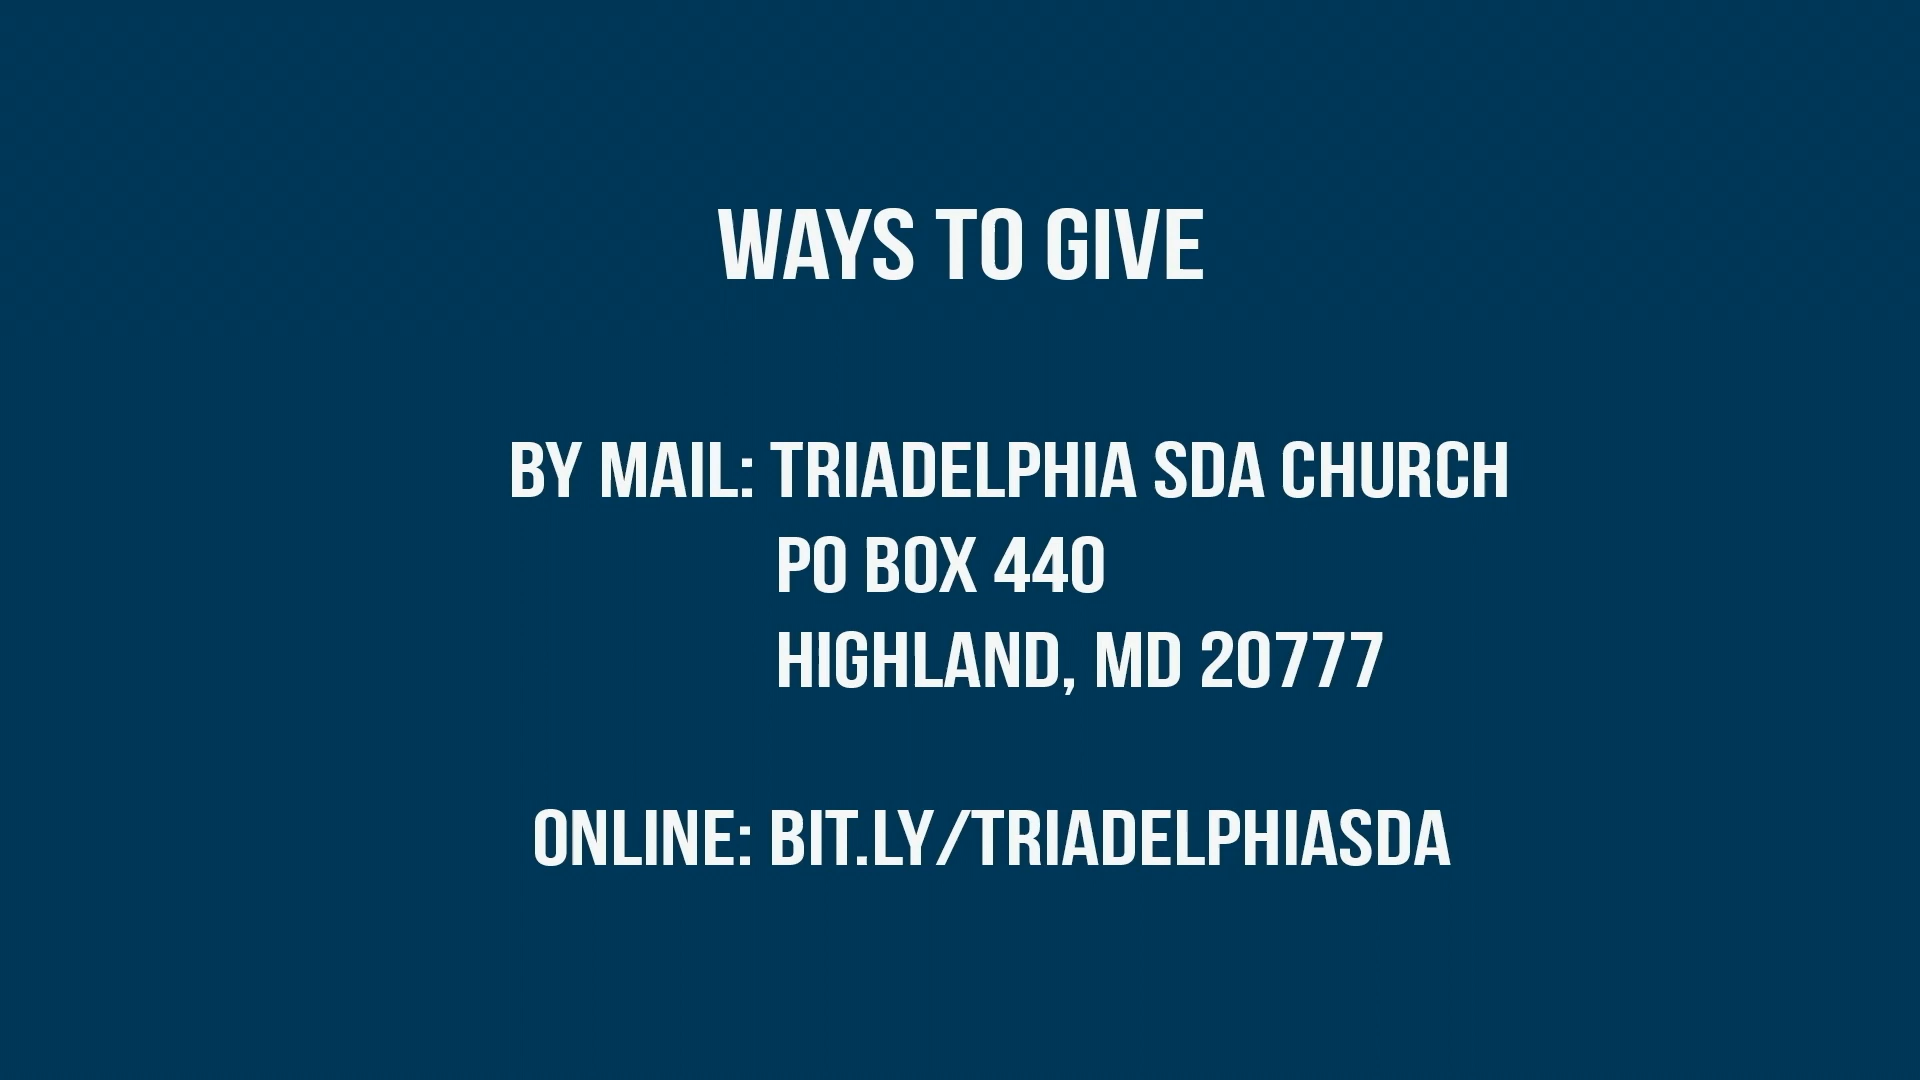 WAYS TO GIVE
BY MAIL: TRIADELPHIA SDA CHURCH
PO BOX 440
HIGHLAND, MD 20777
ONLINE: BIT.LY/TRIADELPHIASDA